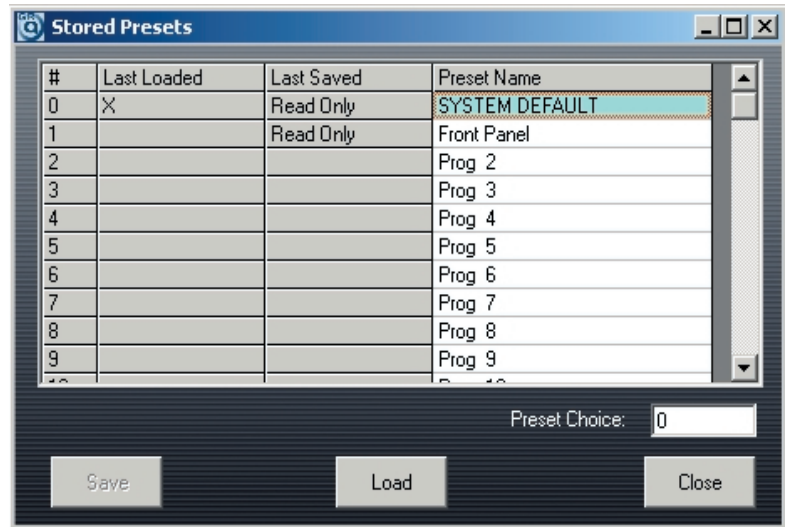 Stored Presets
# Last Loaded Last Saved Preset Name
0 X Read Only SYSTEM DEFAULT
1 Read Only Front Panel
2 Prog 2
3 Prog 3
4 Prog 4
5 Prog 5
6 Prog 6
7 Prog 7
8 Prog 8
9 Prog 9
Preset Choice: 0
Save Load Close